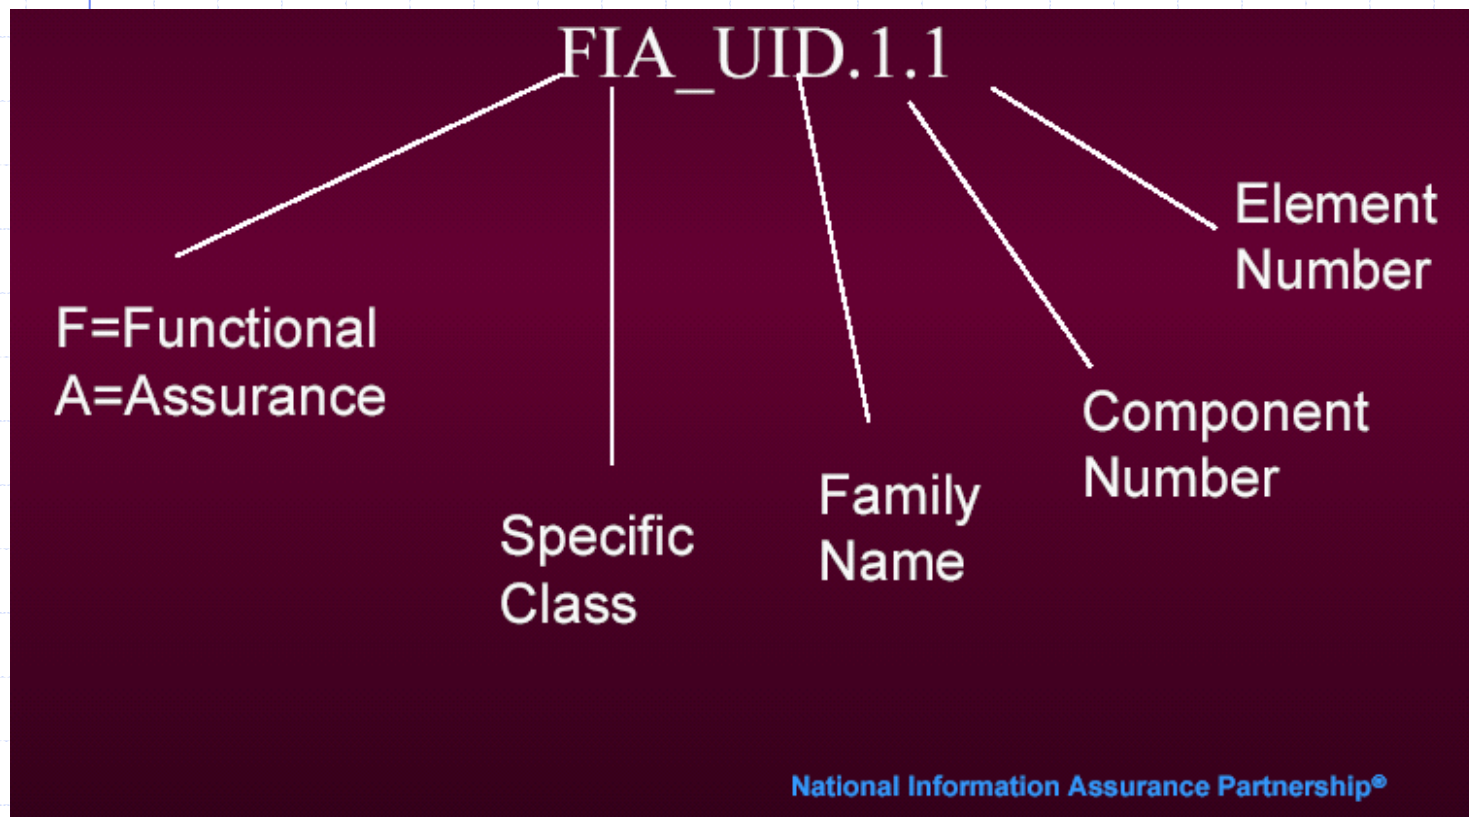 FIA_UID.1.1
Element
Number
F=Functional
A=Assurance
Component
Number
Family
Name
Specific
Class
National Information Assurance Partnership®